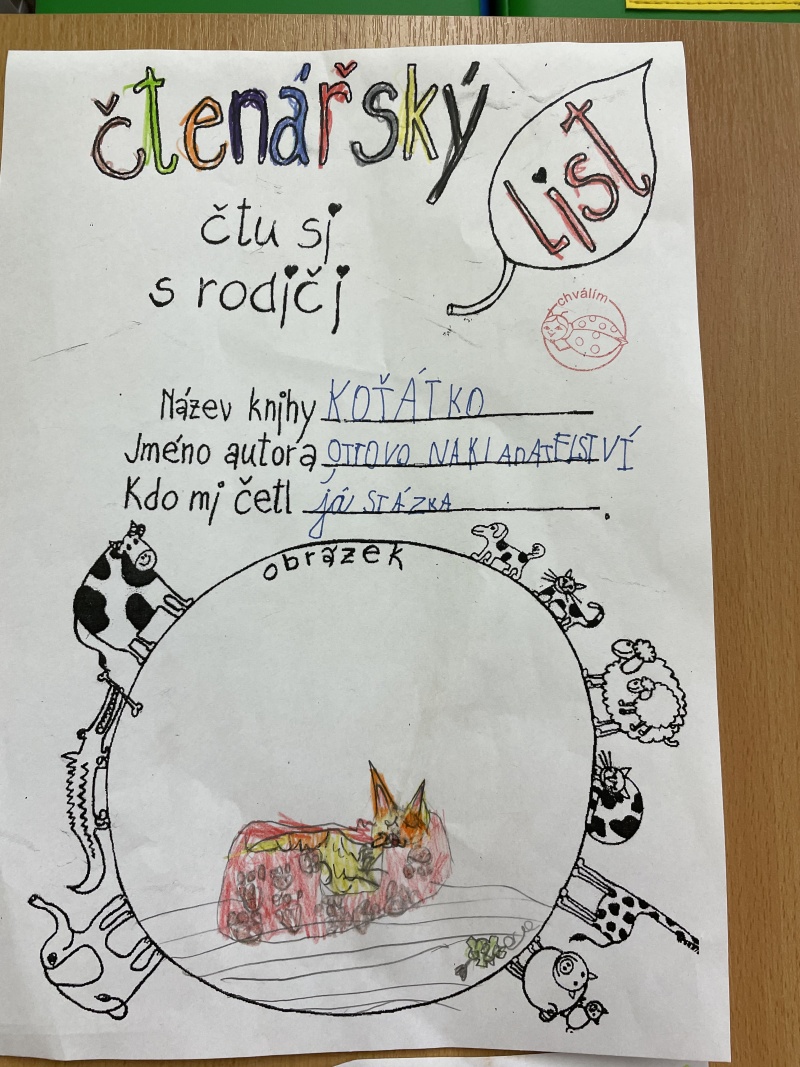 čtenářský
list
čtu si
s rodiči
chválím
Název knihy KOŤÁTKO
Jméno autora OTTOVO NAKLADATELSTVÍ
Kdo mi četl já STÁZKA.
obrázek